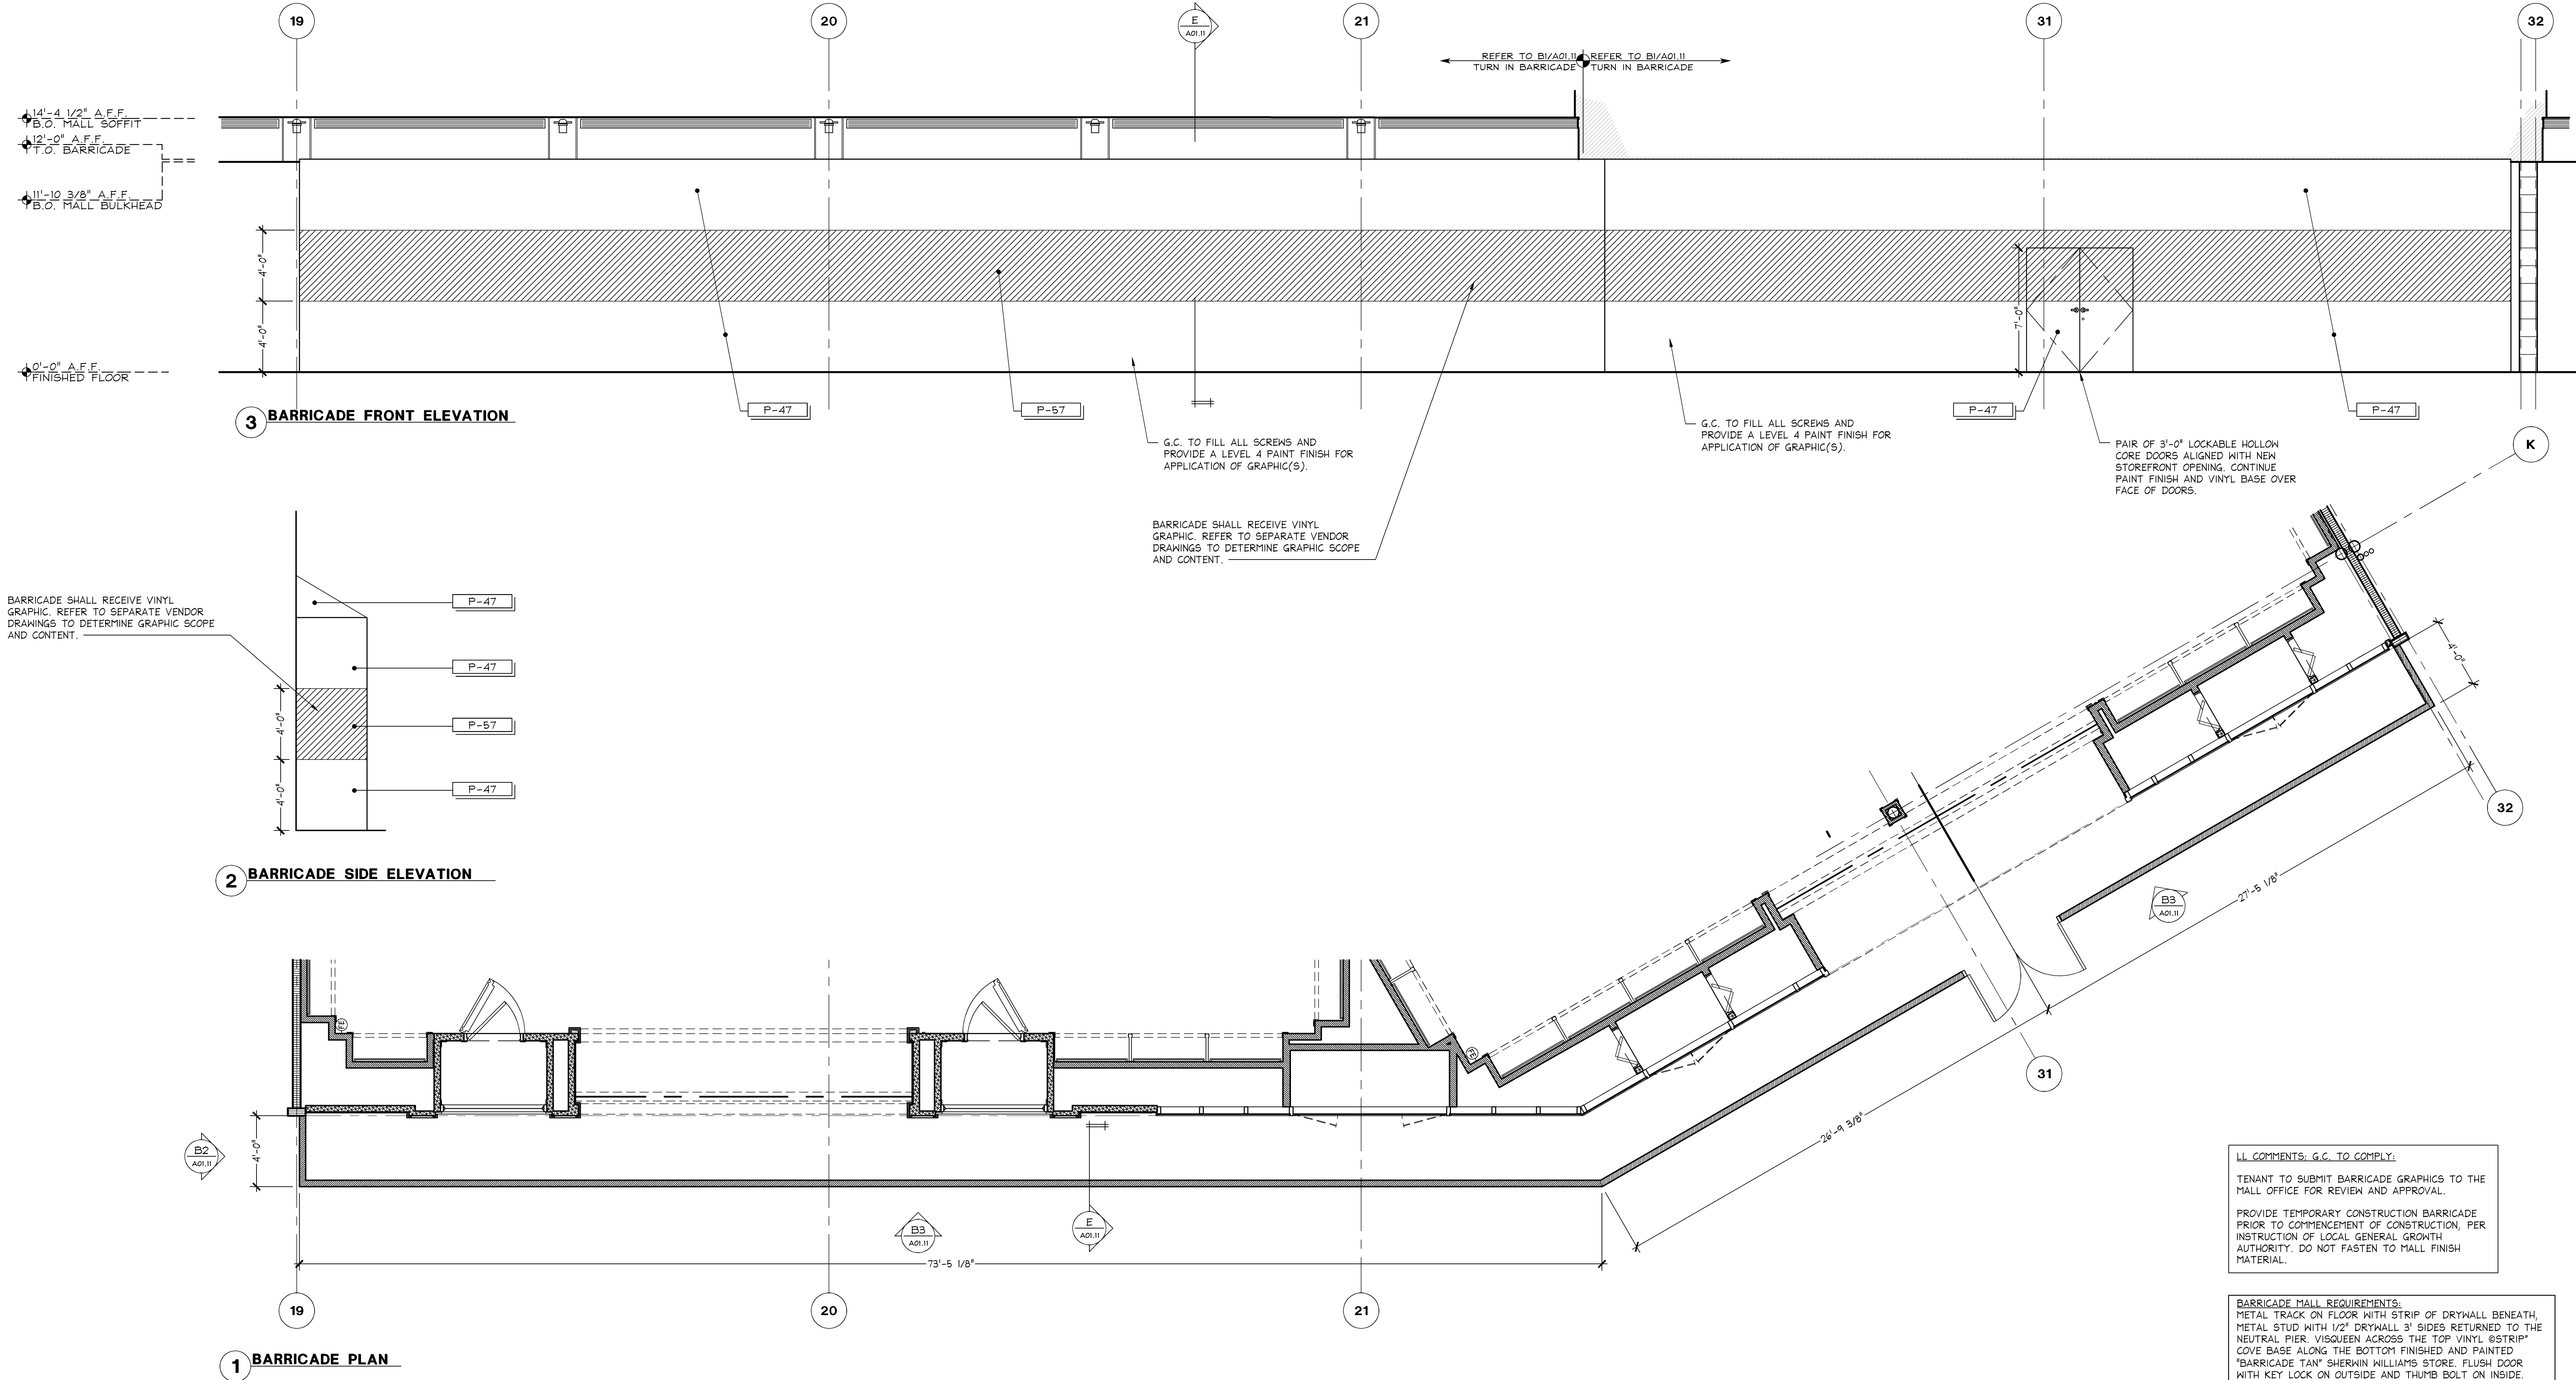 19
20
E
A01.11
21
31
32
REFER TO B1/A01.11
TURN IN BARRICADE
REFER TO B1/A01.11
TURN IN BARRICADE
14'-4 1/2" A.F.F.
B.O. MALL SOFFIT
12'-0" A.F.F.
T.O. BARRICADE
11'-10 3/8" A.F.F.
B.O. MALL BULKHEAD
4'-0"
4'-0"
7'-0"
0'-0" A.F.F.
FINISHED FLOOR
3 BARRICADE FRONT ELEVATION
P-47
P-57
P-47
P-47
G.C. TO FILL ALL SCREWS AND
PROVIDE A LEVEL 4 PAINT FINISH FOR
APPLICATION OF GRAPHIC(S).
G.C. TO FILL ALL SCREWS AND
PROVIDE A LEVEL 4 PAINT FINISH FOR
APPLICATION OF GRAPHIC(S).
PAIR OF 3'-0" LOCKABLE HOLLOW
CORE DOORS ALIGNED WITH NEW
STOREFRONT OPENING. CONTINUE
PAINT FINISH AND VINYL BASE OVER
FACE OF DOORS.
K
BARRICADE SHALL RECEIVE VINYL
GRAPHIC. REFER TO SEPARATE VENDOR
DRAWINGS TO DETERMINE GRAPHIC SCOPE
AND CONTENT.
BARRICADE SHALL RECEIVE VINYL
GRAPHIC. REFER TO SEPARATE VENDOR
DRAWINGS TO DETERMINE GRAPHIC SCOPE
AND CONTENT.
P-47
P-47
P-57
P-47
4'-0"
4'-0"
2 BARRICADE SIDE ELEVATION
4'-0"
32
27'-5 1/8"
B3
A01.11
31
26'-9 3/8"
FE
FE
B2
A01.11
4'-0"
B3
A01.11
E
A01.11
73'-5 1/8"
19
20
21
1 BARRICADE PLAN
LL COMMENTS: G.C. TO COMPLY:
TENANT TO SUBMIT BARRICADE GRAPHICS TO THE
MALL OFFICE FOR REVIEW AND APPROVAL.
PROVIDE TEMPORARY CONSTRUCTION BARRICADE
PRIOR TO COMMENCEMENT OF CONSTRUCTION, PER
INSTRUCTION OF LOCAL GENERAL GROWTH
AUTHORITY. DO NOT FASTEN TO MALL FINISH
MATERIAL.
BARRICADE MALL REQUIREMENTS:
METAL TRACK ON FLOOR WITH STRIP OF DRYWALL BENEATH,
METAL STUD WITH 1/2" DRYWALL 3' SIDES RETURNED TO THE
NEUTRAL PIER. VISQUEEN ACROSS THE TOP VINYL ©STRIP"
COVE BASE ALONG THE BOTTOM FINISHED AND PAINTED
"BARRICADE TAN" SHERWIN WILLIAMS STORE. FLUSH DOOR
WITH KEY LOCK ON OUTSIDE AND THUMB BOLT ON INSIDE.